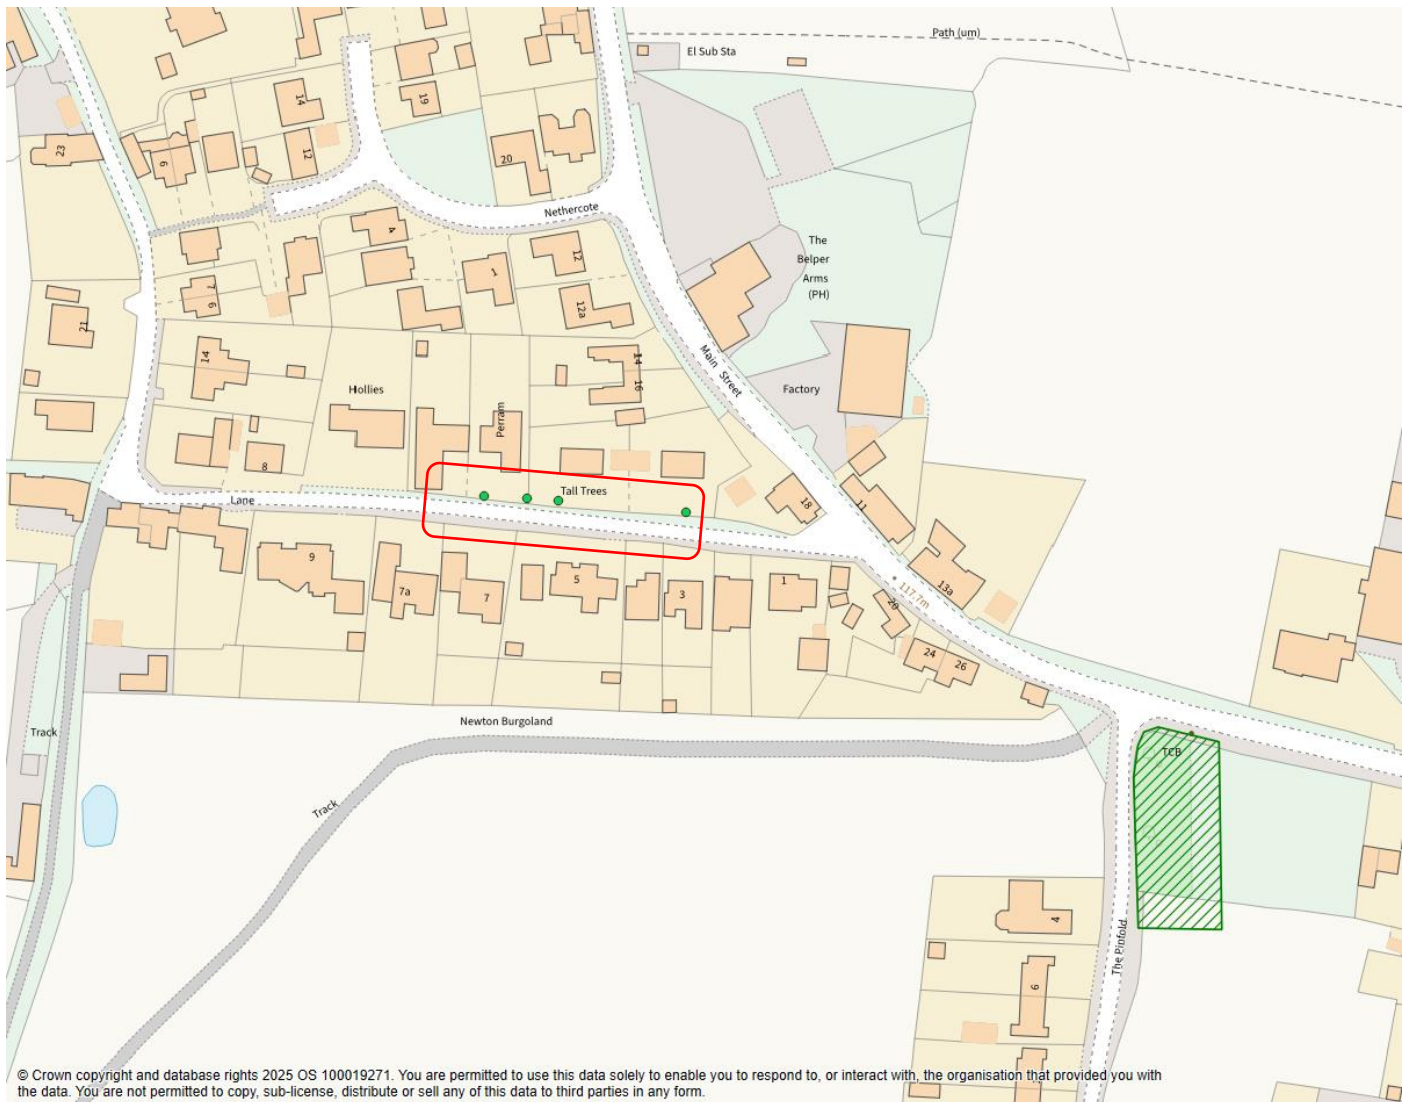 Path (um)
El Sub Sta
14
19
23
6
12
20
Nethercote
4
The
Belper
Arms
(PH)
12
1
7
6
12a
21
14
Main Street
14
16
Hollies
Factory
Perram
8
Tall Trees
Lane
18
11
9
5
1
13a
7a
7
3
117.7m
20
24
26
Newton Burgoland
Track
TCB
Track
4
The Pinfold
6
© Crown copyright and database rights 2025 OS 100019271. You are permitted to use this data solely to enable you to respond to, or interact with, the organisation that provided you with
the data. You are not permitted to copy, sub-license, distribute or sell any of this data to third parties in any form.